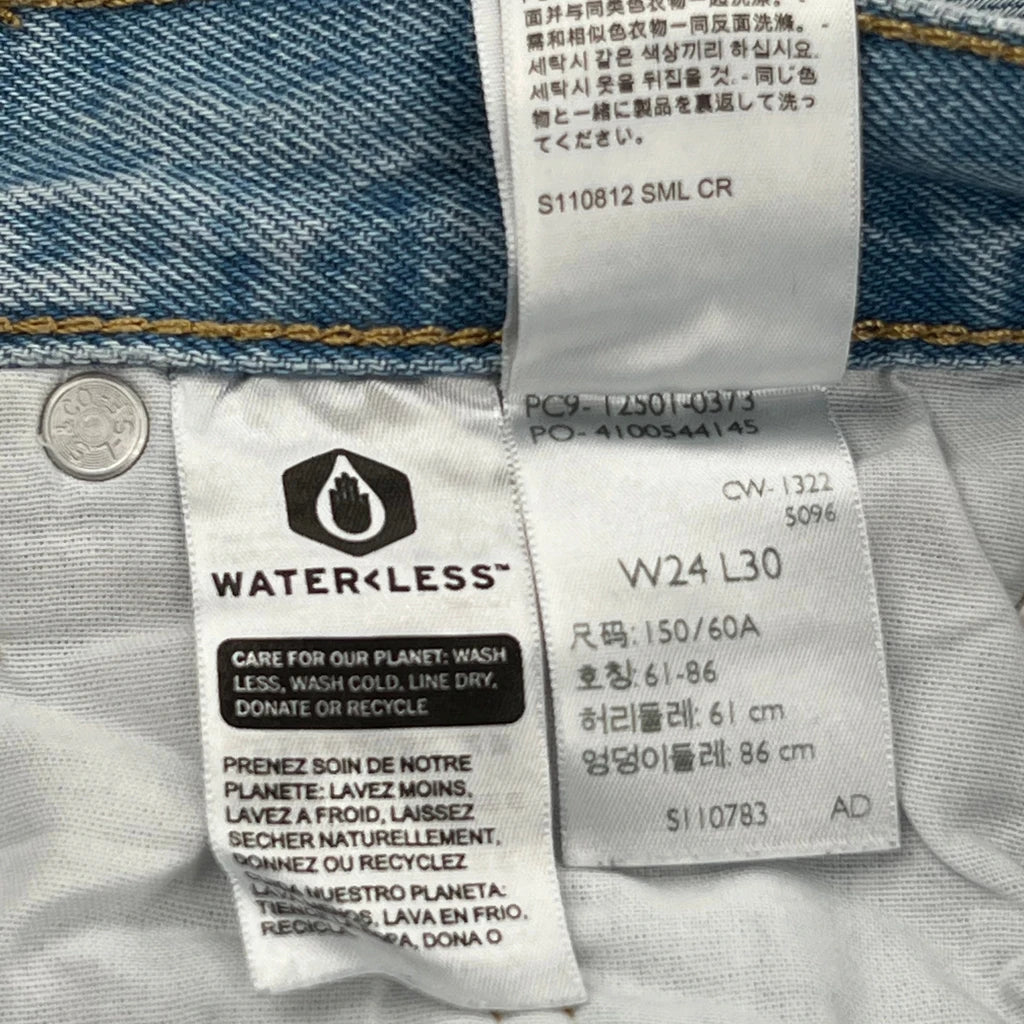 面并与同类色衣物一起洗涤。-
需和相似色衣物一同反面洗滌。-
세탁시 같은 색상끼리 하십시요.
세탁시 옷을 뒤집을 것. - 同じ色
物と一緒に製品を裏返して洗っ
てください。
S110812 SML CR
PC9- 12501-0373
PO- 4100544145
CW-1322
5096
W24 L30
尺码: 150/60A
호칭: 61-86
허리둘레: 61 cm
엉덩이둘레: 86 cm
S110783 AD
WATER<LESS™
CARE FOR OUR PLANET: WASH
LESS, WASH COLD, LINE DRY,
DONATE OR RECYCLE
PRENEZ SOIN DE NOTRE
PLANETE: LAVEZ MOINS,
LAVEZ A FROID, LAISSEZ
SECHER NATURELLEMENT,
DONNEZ OU RECYCLEZ
NUESTRO PLANETA:
LAVA EN FRIO,
DONA O